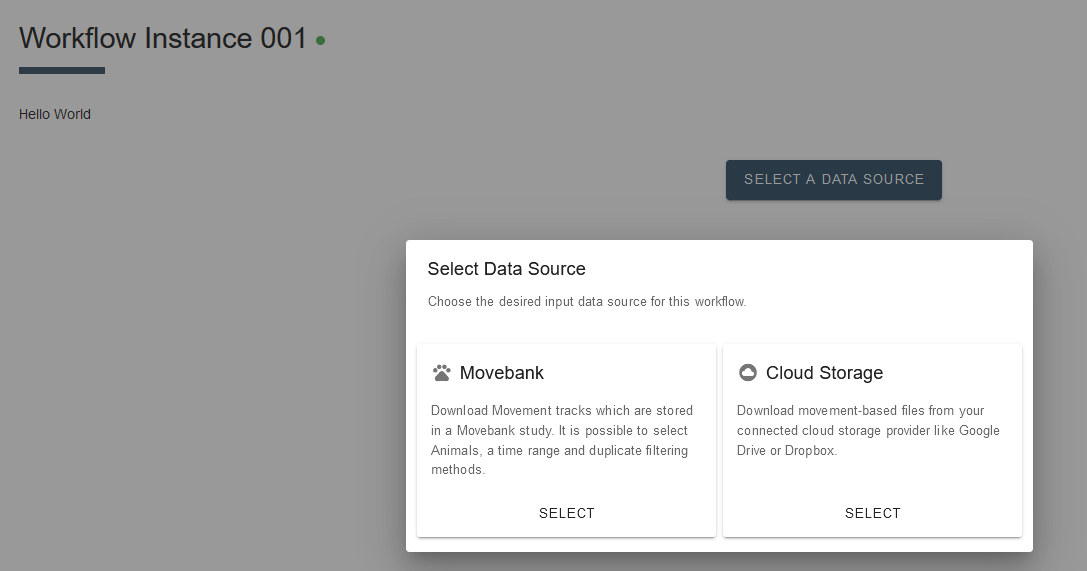 Workflow Instance 001
Hello World
SELECT A DATA SOURCE
Select Data Source
Choose the desired input data source for this workflow.
Movebank
Download Movement tracks which are stored
in a Movebank study. It is possible to select
Animals, a time range and duplicate filtering
methods.
SELECT
Cloud Storage
Download movement-based files from your
connected cloud storage provider like Google
Drive or Dropbox.
SELECT